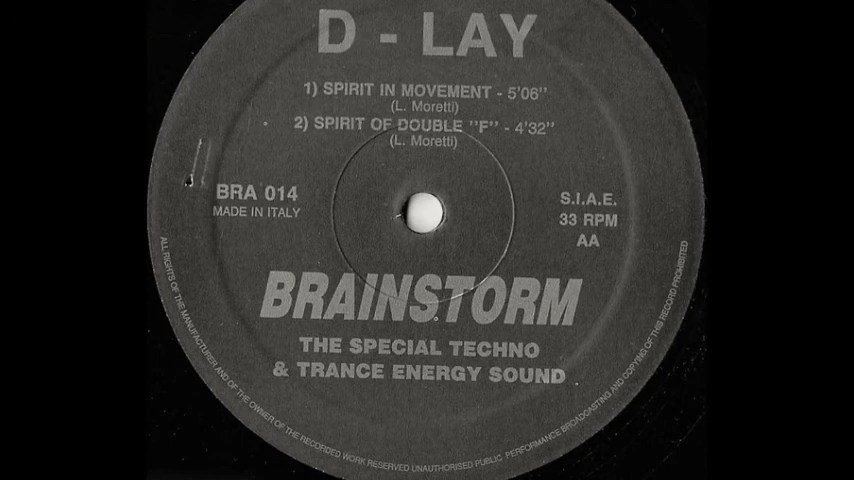 D - LAY
1) SPIRIT IN MOVEMENT - 5'06"
(L. Moretti)
2) SPIRIT OF DOUBLE "F" - 4'32"
(L. Moretti)
BRA 014
MADE IN ITALY
S.I.A.E.
33 RPM
AA
BRAINSTORM
THE SPECIAL TECHNO
& TRANCE ENERGY SOUND
ALL RIGHTS OF THE MANUFACTURER AND OF THE OWNER OF THE RECORDED WORK RESERVED UNAUTHORISED PUBLIC PERFORMANCE BROADCASTING AND COPYING OF THIS RECORD PROHIBITED